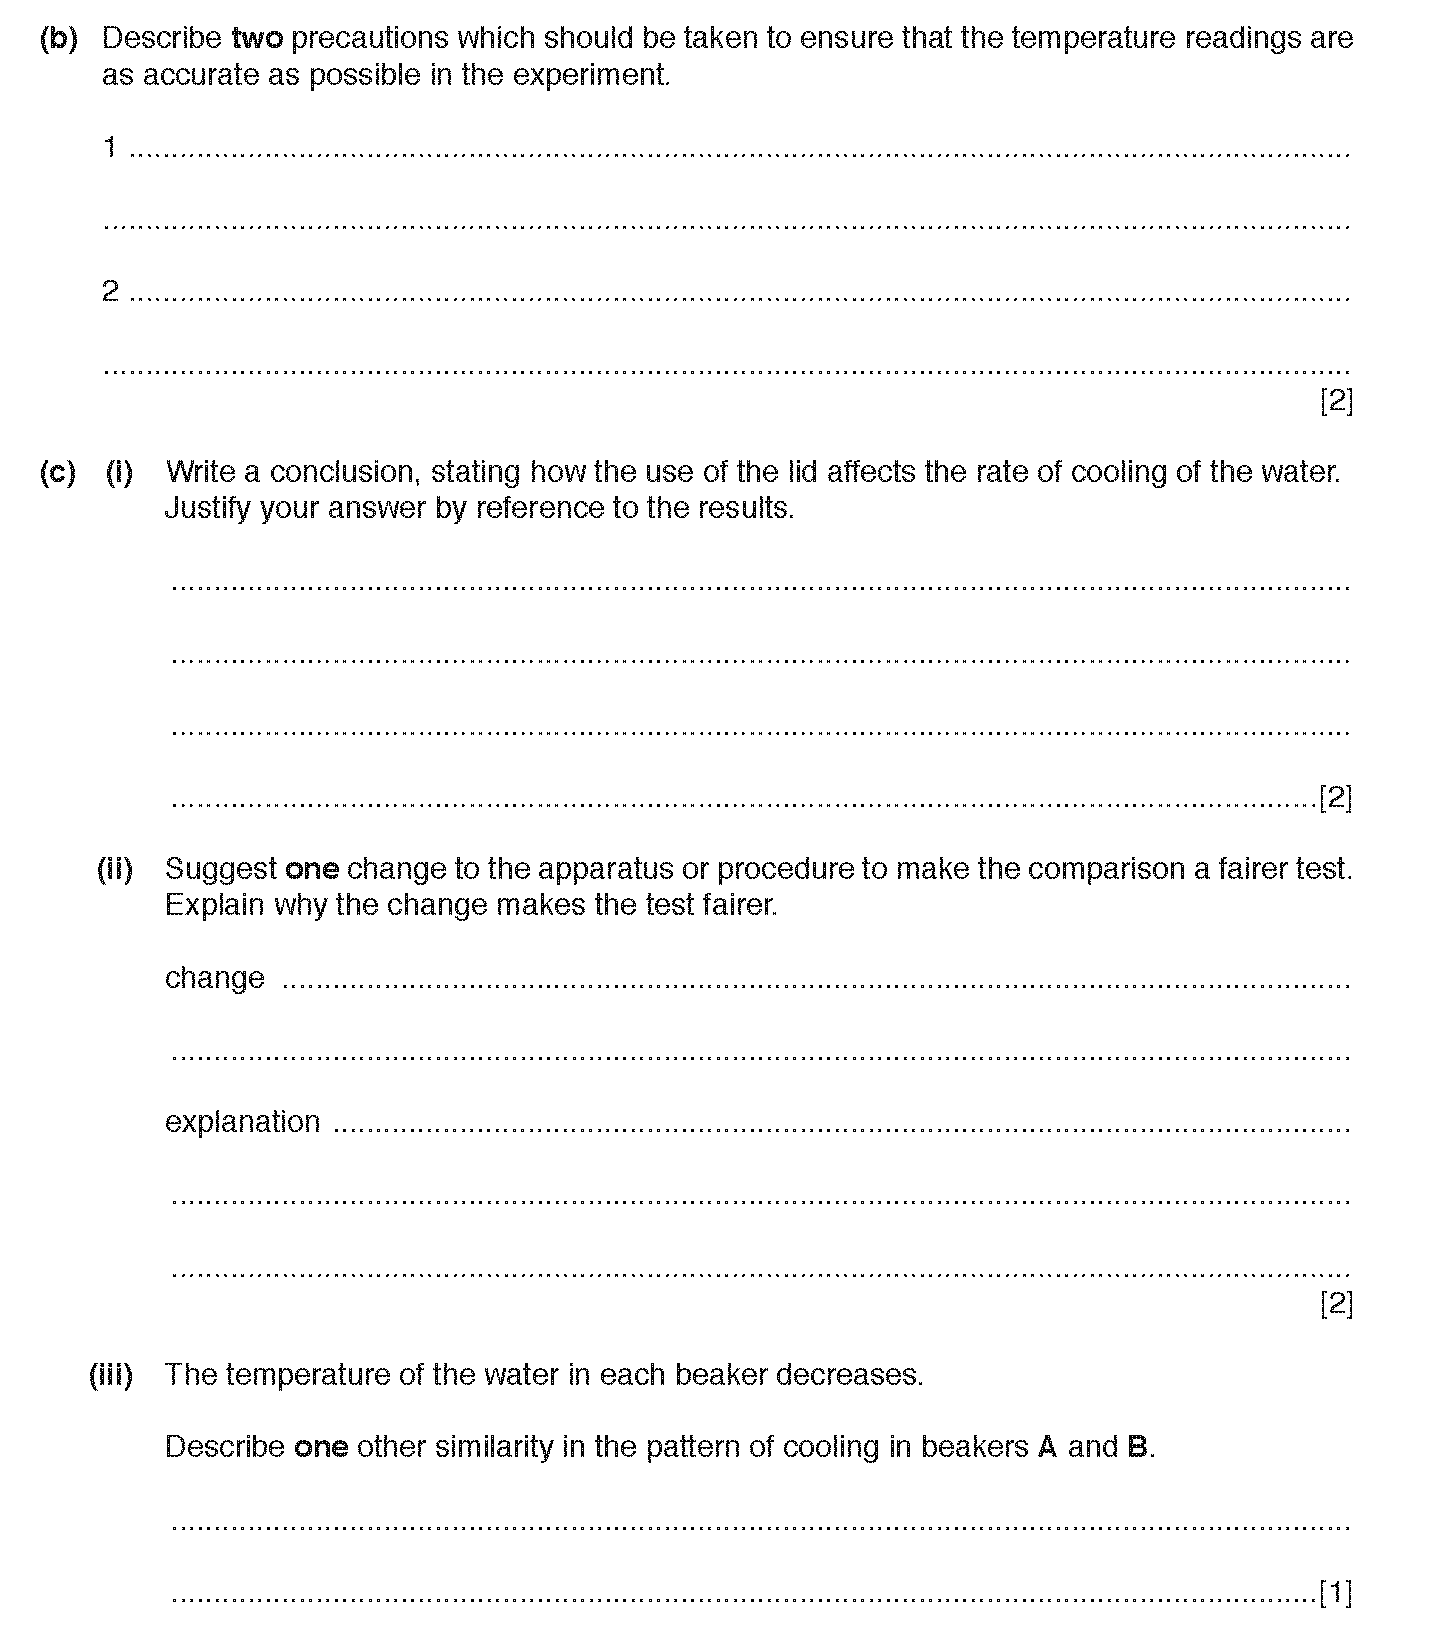 (b) Describe two precautions which should be taken to ensure that the temperature readings are
as accurate as possible in the experiment.
1 ..........................................................................................................................................
..........................................................................................................................................
2 ..........................................................................................................................................
..........................................................................................................................................
[2]
(c) (i) Write a conclusion, stating how the use of the lid affects the rate of cooling of the water.
Justify your answer by reference to the results.
..........................................................................................................................................
..........................................................................................................................................
..........................................................................................................................................
..........................................................................................................................................[2]
(ii) Suggest one change to the apparatus or procedure to make the comparison a fairer test.
Explain why the change makes the test fairer.
change ..........................................................................................................................................
..........................................................................................................................................
explanation ..........................................................................................................................................
..........................................................................................................................................
..........................................................................................................................................
[2]
(iii) The temperature of the water in each beaker decreases.
Describe one other similarity in the pattern of cooling in beakers A and B.
..........................................................................................................................................
..........................................................................................................................................[1]